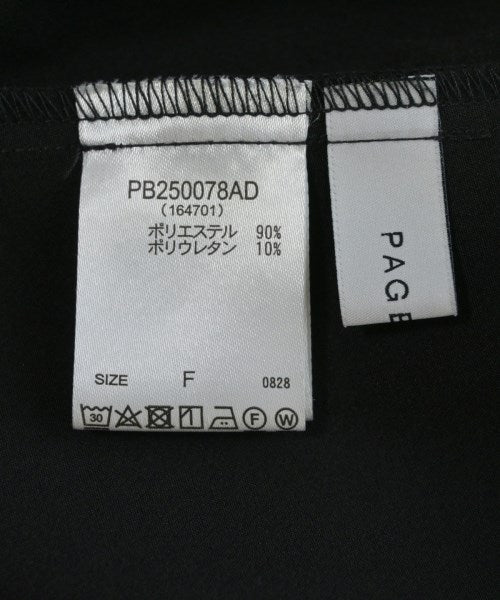 PB250078AD
(164701)
ポリエステル 90%
ポリウレタン 10%
SIZE F 0828
30 F W
PAGE